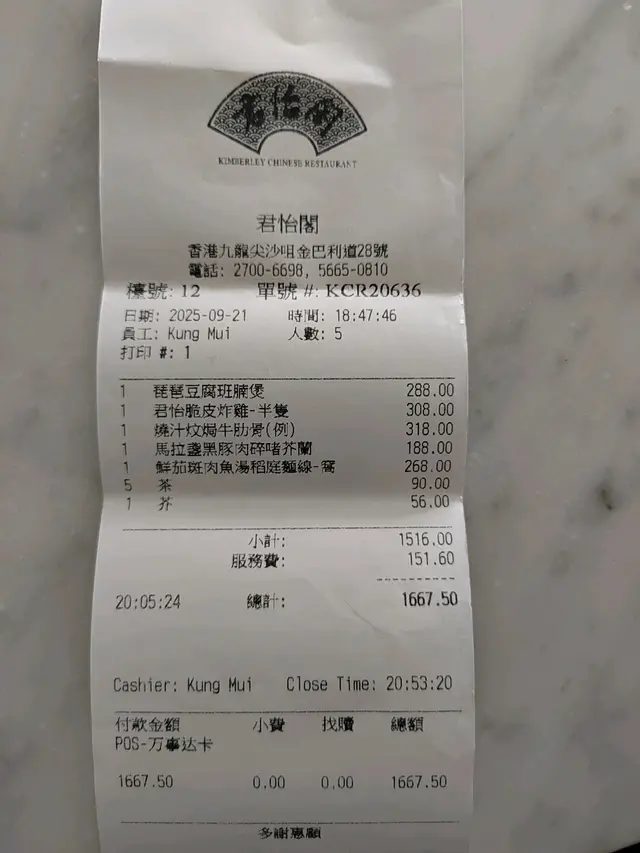 君怡閣
KIMBERLEY CHINESE RESTAURANT
君怡閣
香港九龍尖沙咀金巴利道28號
電話: 2700-6698, 5665-0810
檯號: 12 單號 #: KCR20636
日期: 2025-09-21 時間: 18:47:46
員工: Kung Mui 人數: 5
打印 #: 1
1 琵琶豆腐班腩煲 288.00
1 君怡脆皮炸雞-半隻 308.00
1 燒汁炆焗牛肋骨(例) 318.00
1 馬拉盞黑豚肉碎啫芥蘭 188.00
1 鮮茄斑肉魚湯稻庭麵線-窩 268.00
5 茶 90.00
1 芥 56.00
小計: 1516.00
服務費: 151.60
20:05:24 總計: 1667.50
Cashier: Kung Mui Close Time: 20:53:20
付款金額 小費 找贖 總額
POS-万事达卡
1667.50 0.00 0.00 1667.50
多謝惠顧